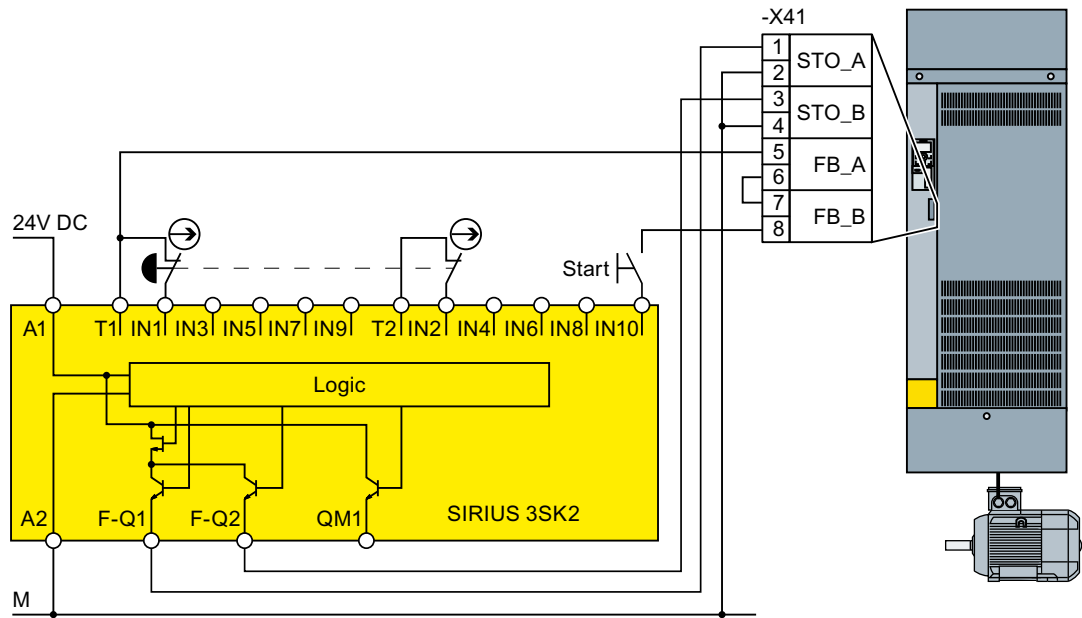 -X41
1
STO_A
2
3
STO_B
4
5
FB_A
6
7
FB_B
8
24V DC
Start
A1 T1 IN1 IN3 IN5 IN7 IN9 T2 IN2 IN4 IN6 IN8 IN10
Logic
A2 F-Q1 F-Q2 QM1 SIRIUS 3SK2
M